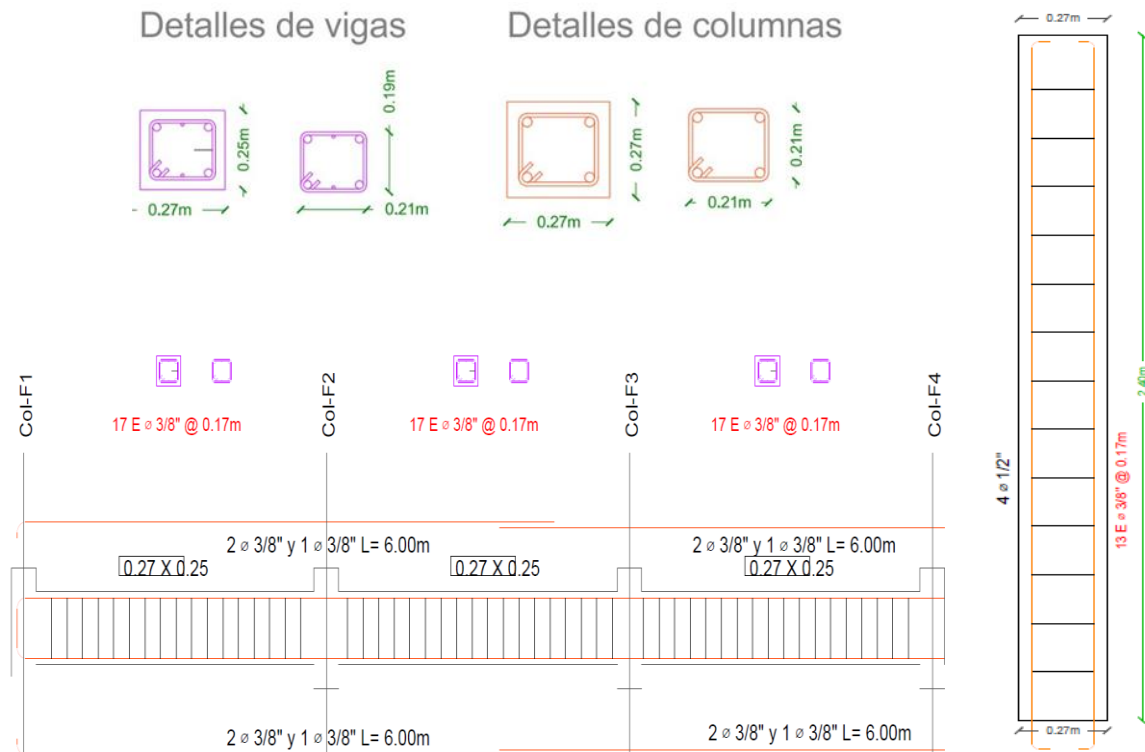 Detalles de vigas
Detalles de columnas
0.27m
0.25m
0.27m
0.19m
0.21m
0.27m
0.27m
0.21m
0.21m
2.40m
4 ø 1/2"
13 E ø 3/8" @ 0.17m
0.27m
Col-F1
Col-F2
Col-F3
Col-F4
17 E ø 3/8" @ 0.17m
17 E ø 3/8" @ 0.17m
17 E ø 3/8" @ 0.17m
2 ø 3/8" y 1 ø 3/8" L= 6.00m
2 ø 3/8" y 1 ø 3/8" L= 6.00m
0.27 X 0.25
0.27 X 0.25
0.27 X 0.25
2 ø 3/8" y 1 ø 3/8" L= 6.00m
2 ø 3/8" y 1 ø 3/8" L= 6.00m